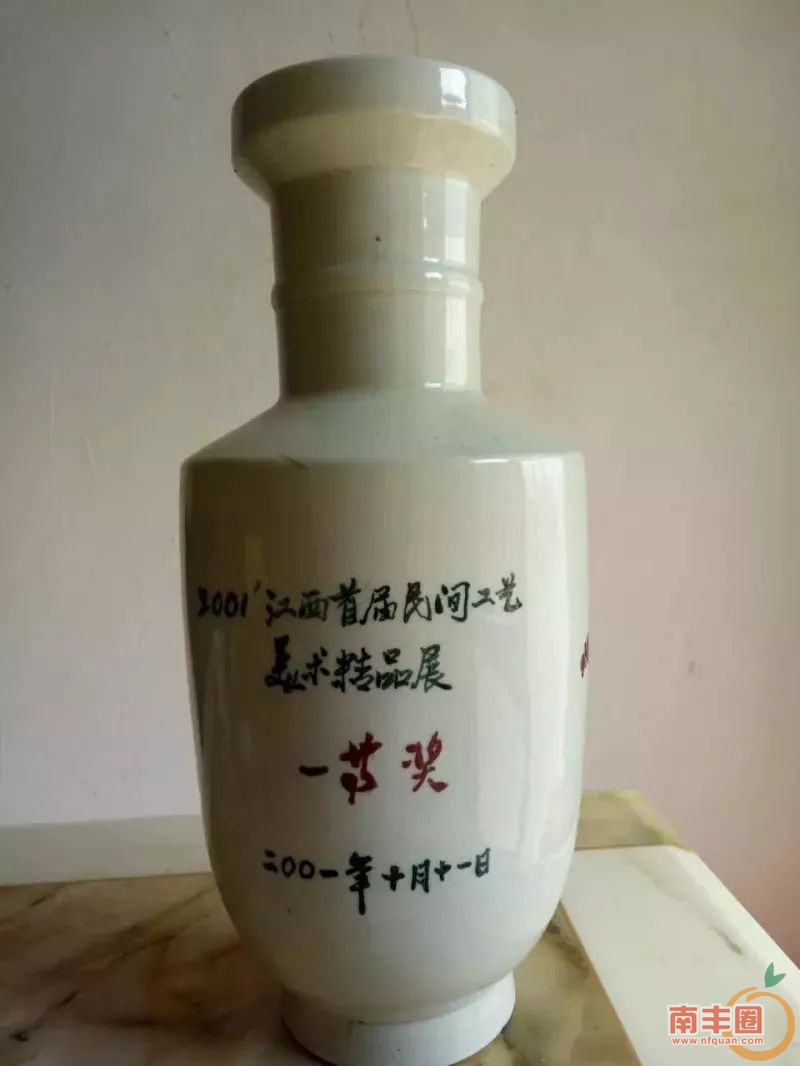 2001'江西首届民间工艺
美术精品展
一等奖
二00一年十月十一日
南丰圈
www.nfquan.com